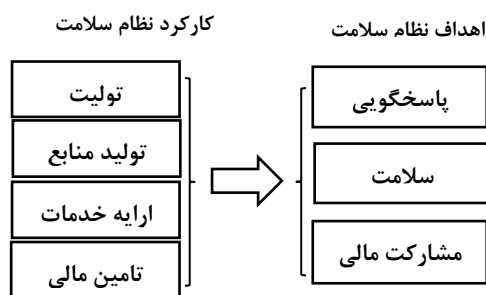 اهداف نظام سلامت
پاسخگویی
سلامت
مشارکت مالی
کارکرد نظام سلامت
تولیت
تولید منابع
ارایه خدمات
تامین مالی